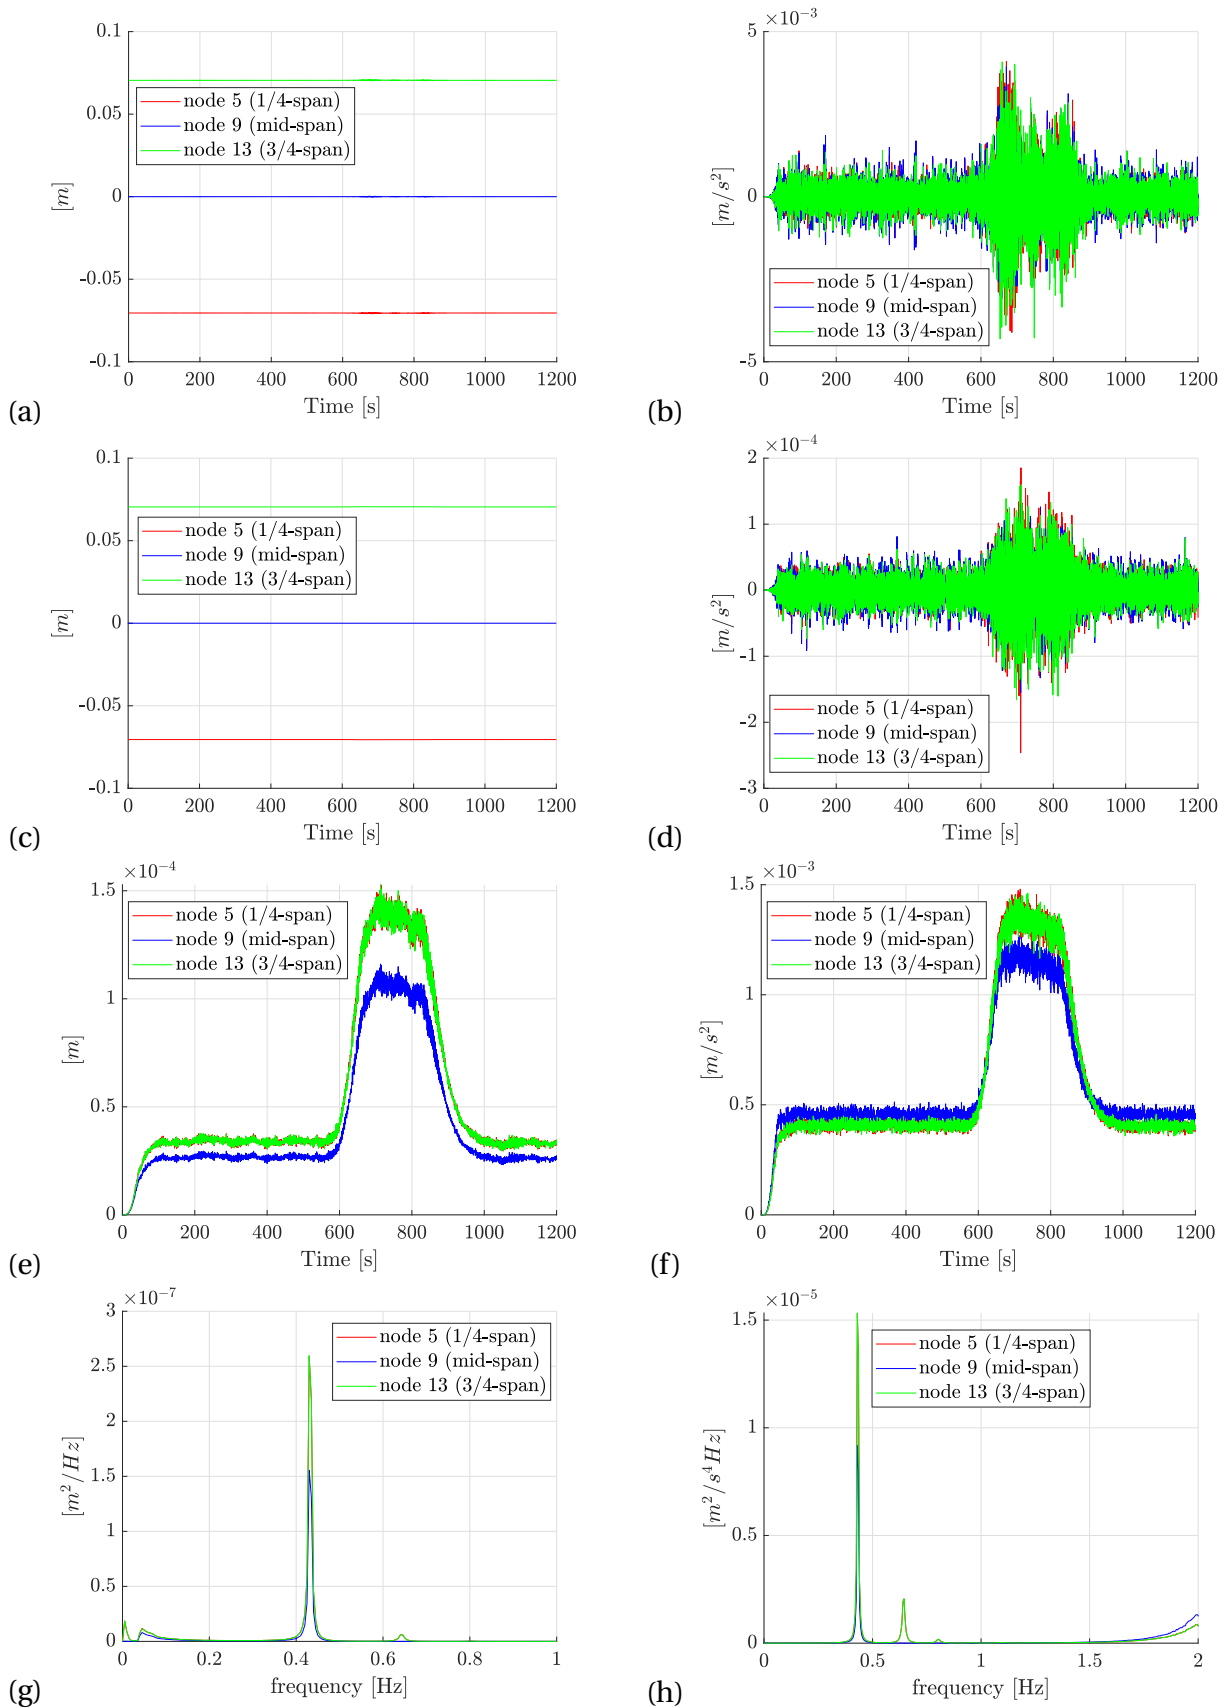 0.1
0.05
0
-0.05
-0.1
[m]
node 5 (1/4-span)
node 9 (mid-span)
node 13 (3/4-span)
0 200 400 600 800 1000 1200
Time [s]
(a)
×10⁻³
5
0
-5
[m/s²]
node 5 (1/4-span)
node 9 (mid-span)
node 13 (3/4-span)
0 200 400 600 800 1000 1200
Time [s]
(b)
0.1
0.05
0
-0.05
-0.1
[m]
node 5 (1/4-span)
node 9 (mid-span)
node 13 (3/4-span)
0 200 400 600 800 1000 1200
Time [s]
(c)
×10⁻⁴
2
1
0
-1
-2
-3
[m/s²]
node 5 (1/4-span)
node 9 (mid-span)
node 13 (3/4-span)
0 200 400 600 800 1000 1200
Time [s]
(d)
×10⁻⁴
1.5
1
0.5
0
[m]
node 5 (1/4-span)
node 9 (mid-span)
node 13 (3/4-span)
0 200 400 600 800 1000 1200
Time [s]
(e)
×10⁻³
1.5
1
0.5
0
[m/s²]
node 5 (1/4-span)
node 9 (mid-span)
node 13 (3/4-span)
0 200 400 600 800 1000 1200
Time [s]
(f)
×10⁻⁷
3
2.5
2
1.5
1
0.5
0
[m²/Hz]
node 5 (1/4-span)
node 9 (mid-span)
node 13 (3/4-span)
0 0.2 0.4 0.6 0.8 1
frequency [Hz]
(g)
×10⁻⁵
1.5
1
0.5
0
[m²/s⁴Hz]
node 5 (1/4-span)
node 9 (mid-span)
node 13 (3/4-span)
0 0.5 1 1.5 2
frequency [Hz]
(h)